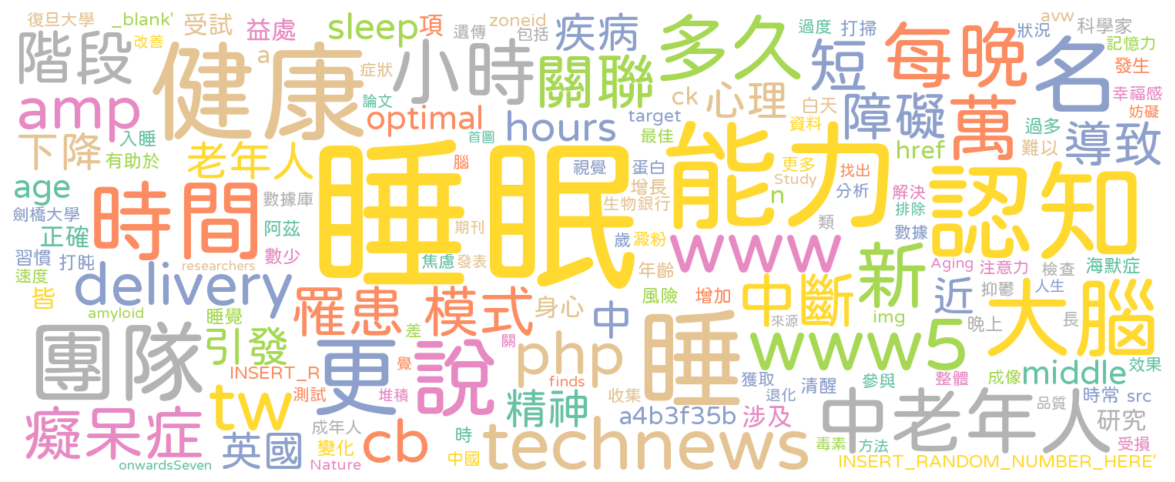 復旦大學 _blank' 受試 sleep 項 zoneid 疾病 多久 過度 打掃 每晚 avw 科學家
階段 改善 益處 遺傳 包括 短 狀況 名 記憶力
健康 a 小時 關聯 發生
症狀 ck 心理 白天 障礙 萬 幸福感
amp 論文 optimal hours target 資料 過多 妨礙
下降 入睡 首圖 最佳 href 難以 導致
有助於 老年人 腦 睡眠 視覺 蛋白 能力 更多 找出 認知
age 時間 數據庫 增長 Study 分析 解決
劍橋大學 生物銀行 n 排除
正確 阿茲 期刊 歲 澱粉 類 數據
習慣 打盹 數少 焦慮 發表 www 新 Aging 注意力 檢查 海默症
速度 researchers 年齡 近 抑鬱 人生
皆 delivery 罹患 模式 身心 風險 增加 中斷 大腦
amyloid 睡覺 差 中 img 晚上 長
團隊 引發 更 說 php 睡 來源 www5 效果
關 獲取 退化 清醒 參與 整體 成像 middle
INSERT_R 覺
測試 堆積 finds 收集 時常 src
癡呆症 tw 成年人 精神 a4b3f35b 涉及 中老年人 品質 研究
英國 變化 cb 時 technews 受損
onwardsSeven Nature 中國 毒素 方法 INSERT_RANDOM_NUMBER_HERE'